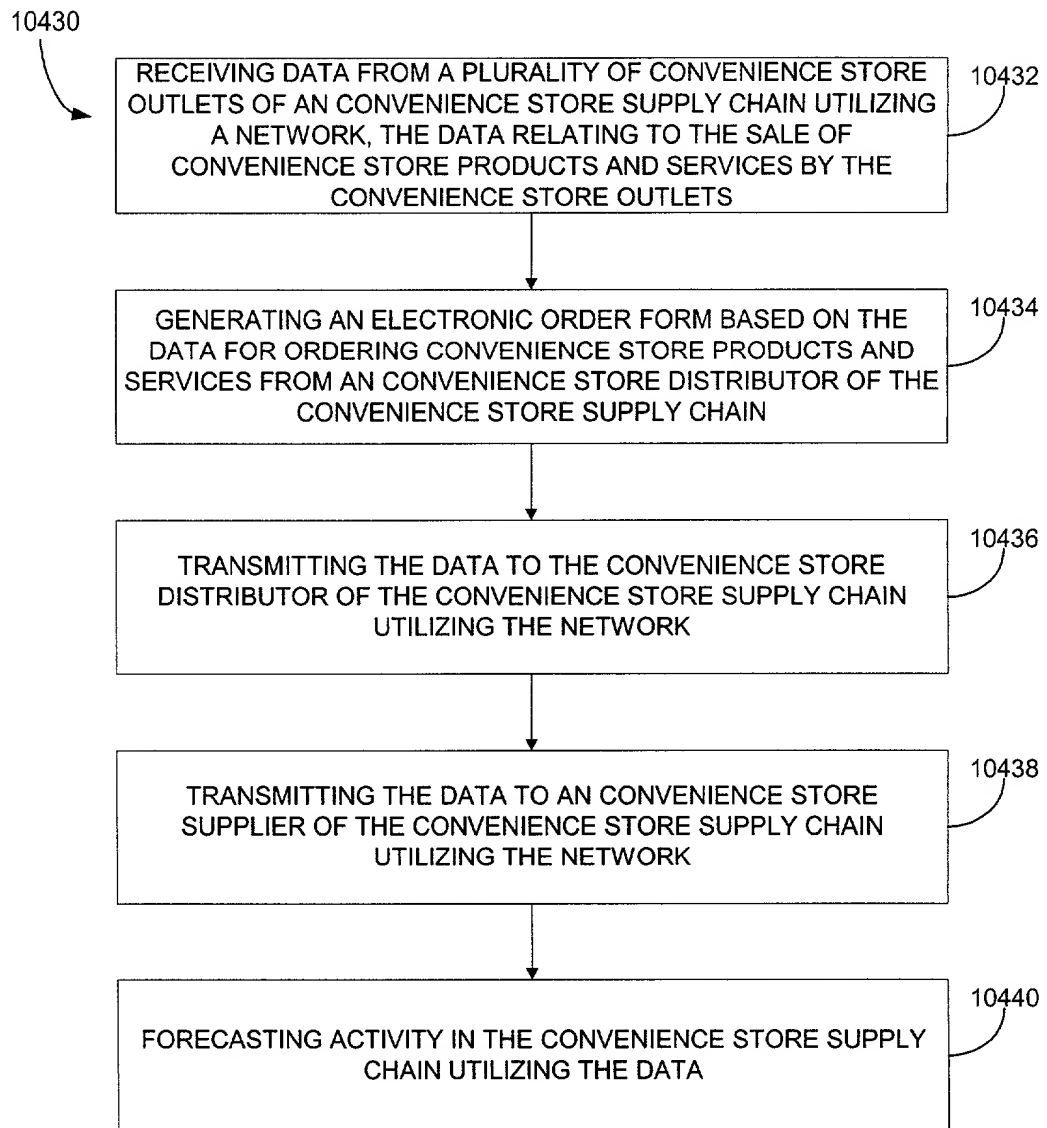 10430
RECEIVING DATA FROM A PLURALITY OF CONVENIENCE STORE
OUTLETS OF AN CONVENIENCE STORE SUPPLY CHAIN UTILIZING
A NETWORK, THE DATA RELATING TO THE SALE OF
CONVENIENCE STORE PRODUCTS AND SERVICES BY THE
CONVENIENCE STORE OUTLETS
10432
GENERATING AN ELECTRONIC ORDER FORM BASED ON THE
DATA FOR ORDERING CONVENIENCE STORE PRODUCTS AND
SERVICES FROM AN CONVENIENCE STORE DISTRIBUTOR OF THE
CONVENIENCE STORE SUPPLY CHAIN
10434
TRANSMITTING THE DATA TO THE CONVENIENCE STORE
DISTRIBUTOR OF THE CONVENIENCE STORE SUPPLY CHAIN
UTILIZING THE NETWORK
10436
TRANSMITTING THE DATA TO AN CONVENIENCE STORE
SUPPLIER OF THE CONVENIENCE STORE SUPPLY CHAIN
UTILIZING THE NETWORK
10438
FORECASTING ACTIVITY IN THE CONVENIENCE STORE SUPPLY
CHAIN UTILIZING THE DATA
10440